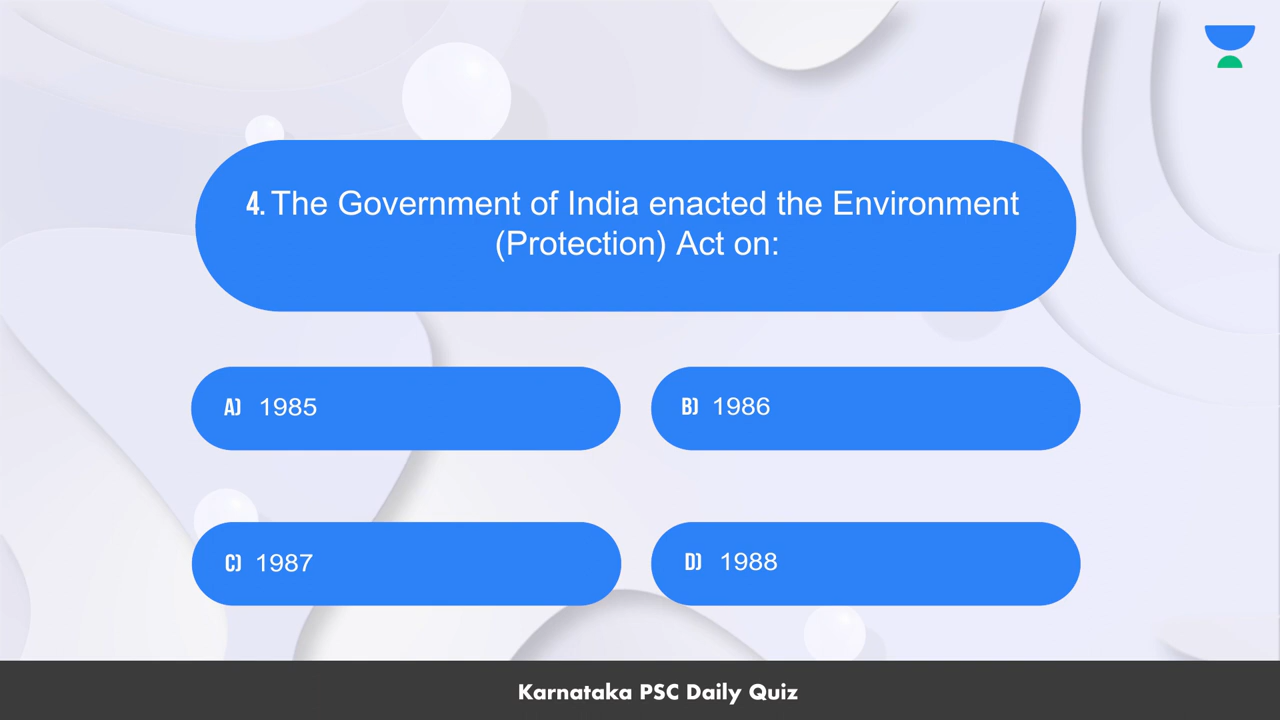 4. The Government of India enacted the Environment
(Protection) Act on:
A) 1985
B) 1986
C) 1987
D) 1988
Karnataka PSC Daily Quiz